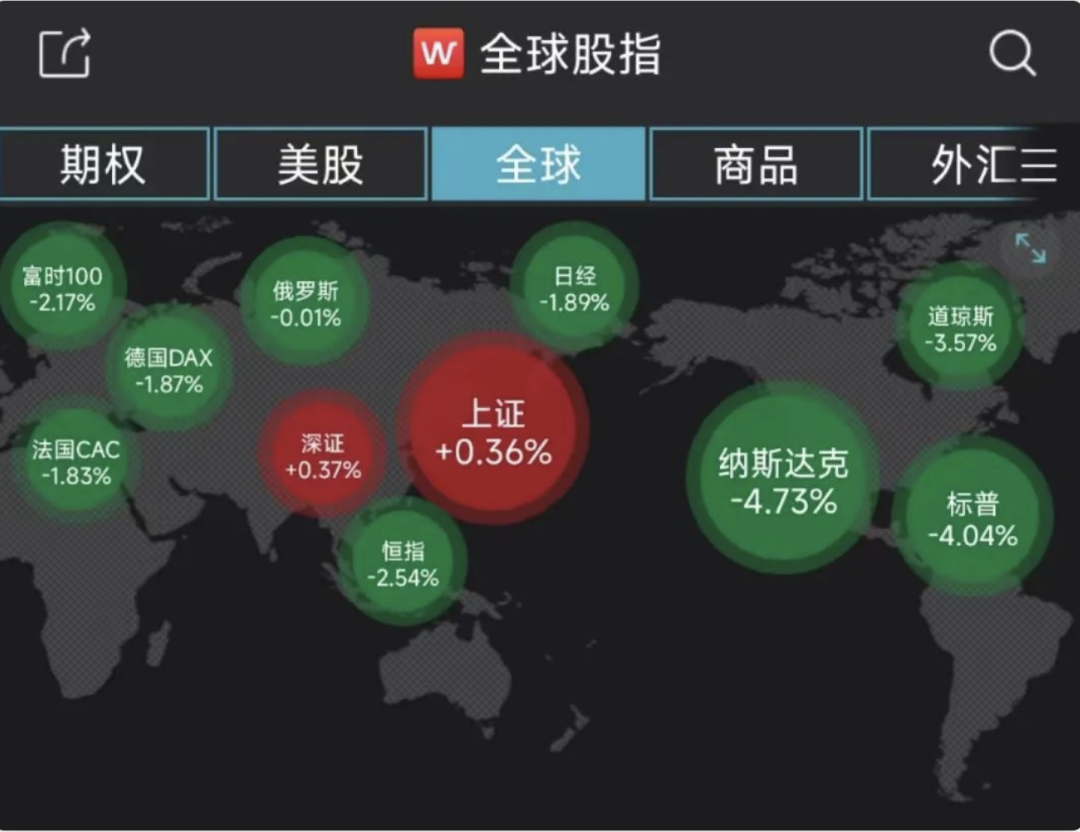 W 全球股指
期权 美股 全球 商品 外汇
富时100
-2.17%
俄罗斯
-0.01%
日经
-1.89%
道琼斯
-3.57%
德国DAX
-1.87%
法国CAC
-1.83%
深证
+0.37%
上证
+0.36%
纳斯达克
-4.73%
标普
-4.04%
恒指
-2.54%